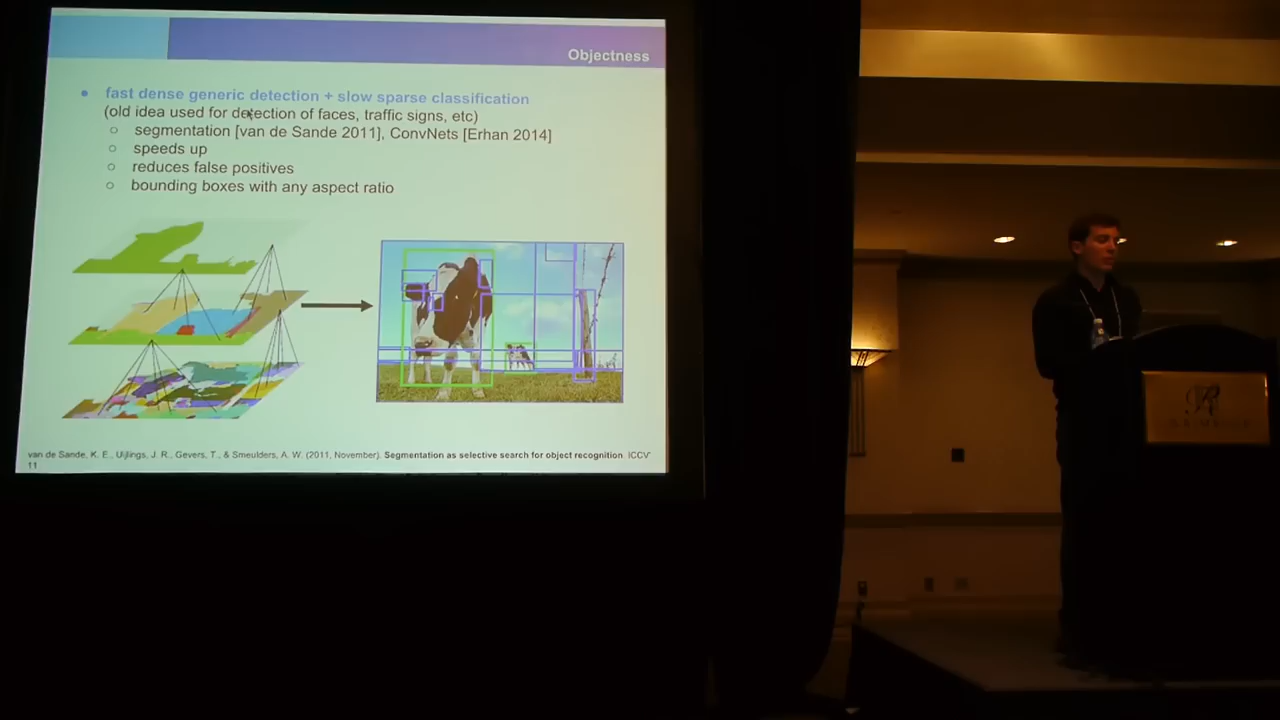 Objectness
fast dense generic detection + slow sparse classification
(old idea used for detection of faces, traffic signs, etc)
segmentation [van de Sande 2011], ConvNets [Erhan 2014]
speeds up
reduces false positives
bounding boxes with any aspect ratio
van de Sande, K. E., Uijlings, J. R., Gevers, T., & Smeulders, A. W. (2011, November). Segmentation as selective search for object recognition. ICCV'
11